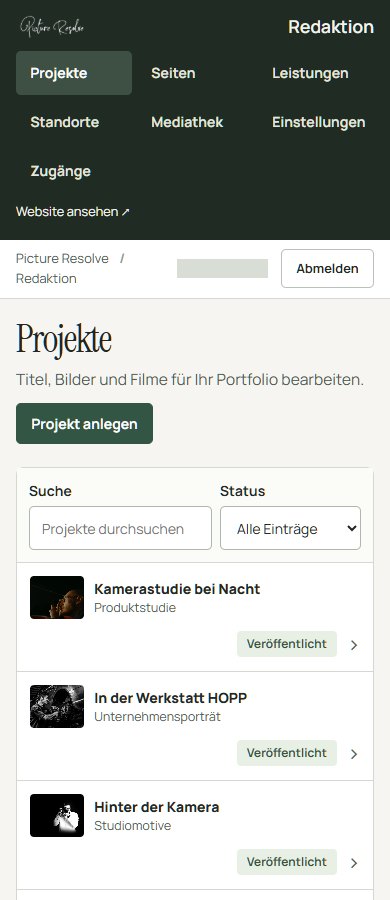 Picture Resolve
Redaktion
Projekte
Seiten
Leistungen
Standorte
Mediathek
Einstellungen
Zugänge
Website ansehen ↗
Picture Resolve /
Redaktion
Abmelden
Projekte
Titel, Bilder und Filme für Ihr Portfolio bearbeiten.
Projekt anlegen
Suche
Status
Projekte durchsuchen
Alle Einträge
Kamerastudie bei Nacht
Produktstudie
Veröffentlicht
In der Werkstatt HOPP
Unternehmensporträt
Veröffentlicht
Hinter der Kamera
Studiomotive
Veröffentlicht